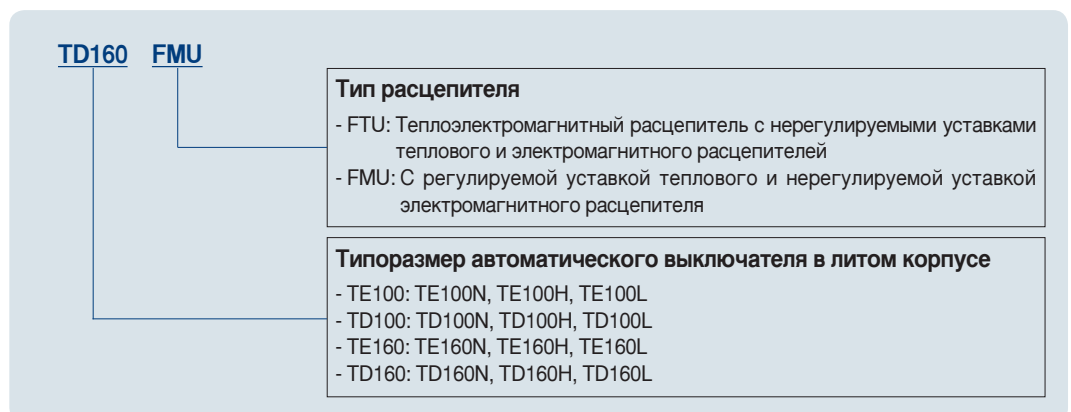 TD160 FMU
Тип расцепителя
- FTU: Теплоэлектромагнитный расцепитель с нерегулируемыми уставками
теплового и электромагнитного расцепителей
- FMU: С регулируемой уставкой теплового и нерегулируемой уставкой
электромагнитного расцепителя
Типоразмер автоматического выключателя в литом корпусе
- TE100: TE100N, TE100H, TE100L
- TD100: TD100N, TD100H, TD100L
- TE160: TE160N, TE160H, TE160L
- TD160: TD160N, TD160H, TD160L